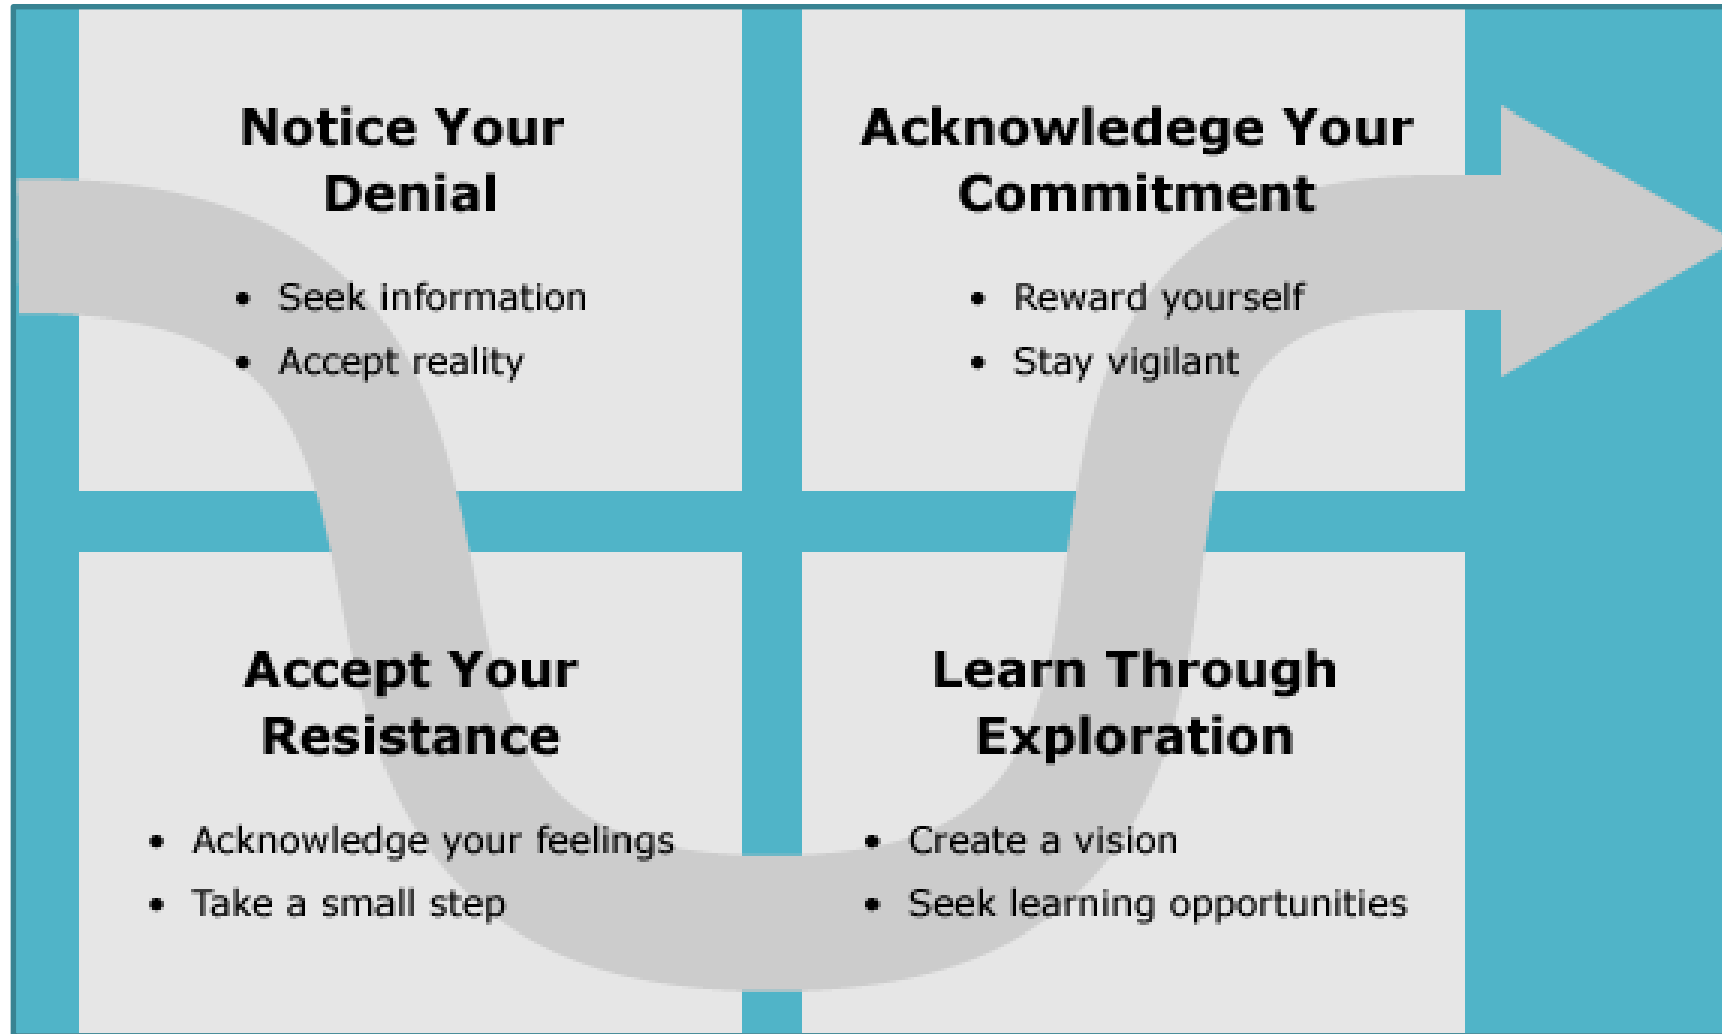 Notice Your
Denial
• Seek information
• Accept reality
Accept Your
Resistance
• Acknowledge your feelings
• Take a small step
Learn Through
Exploration
• Create a vision
• Seek learning opportunities
Acknowledege Your
Commitment
• Reward yourself
• Stay vigilant